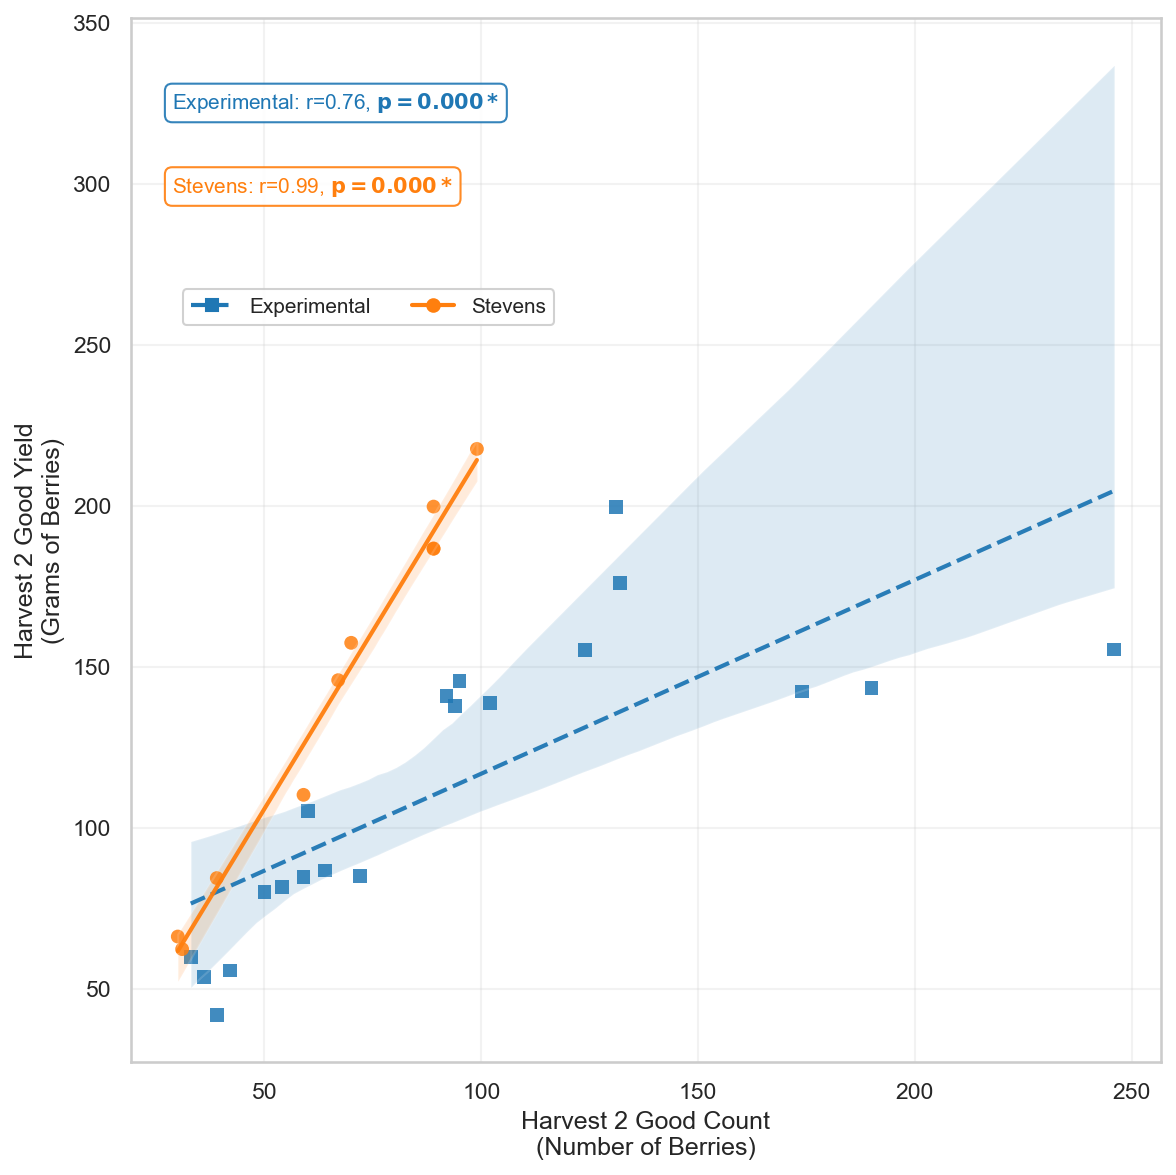 350
300
250
200
150
100
50
Harvest 2 Good Yield
(Grams of Berries)
Experimental: r=0.76, p = 0.000 *
Stevens: r=0.99, p = 0.000 *
Experimental
Stevens
50
100
150
200
250
Harvest 2 Good Count
(Number of Berries)